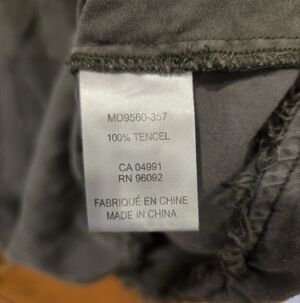 MD9560-357
100% TENCEL
CA 04991
RN 96092
FABRIQUÉ EN CHINE
MADE IN CHINA